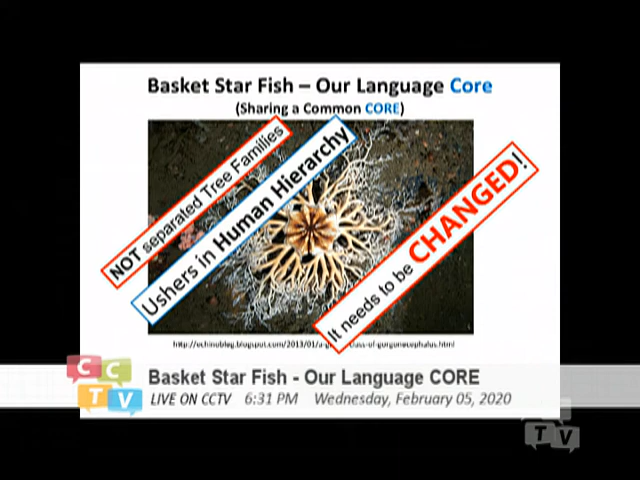 Basket Star Fish – Our Language Core
(Sharing a Common CORE)
NOT separated Tree Families
Ushers in Human Hierarchy
It needs to be CHANGED!
Basket Star Fish - Our Language CORE
LIVE ON CCTV 6:31 PM Wednesday, February 05, 2020
CC
TV
TV